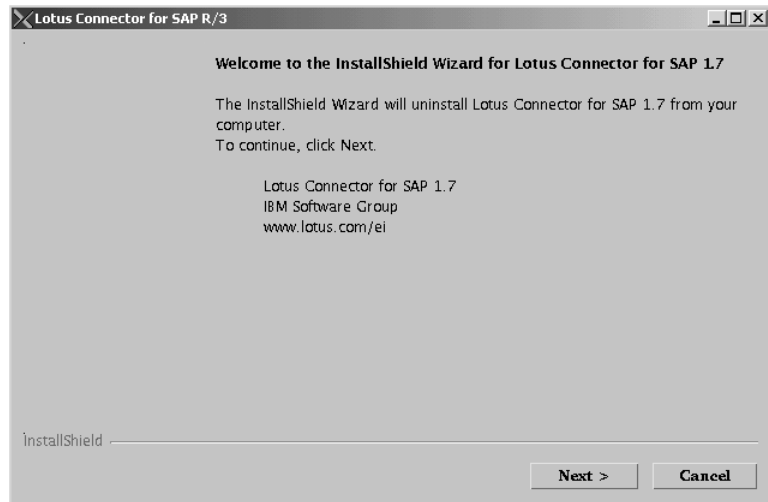 Lotus Connector for SAP R/3
Welcome to the InstallShield Wizard for Lotus Connector for SAP 1.7
The InstallShield Wizard will uninstall Lotus Connector for SAP 1.7 from your
computer.
To continue, click Next.
Lotus Connector for SAP 1.7
IBM Software Group
www.lotus.com/ei
InstallShield
Next >
Cancel